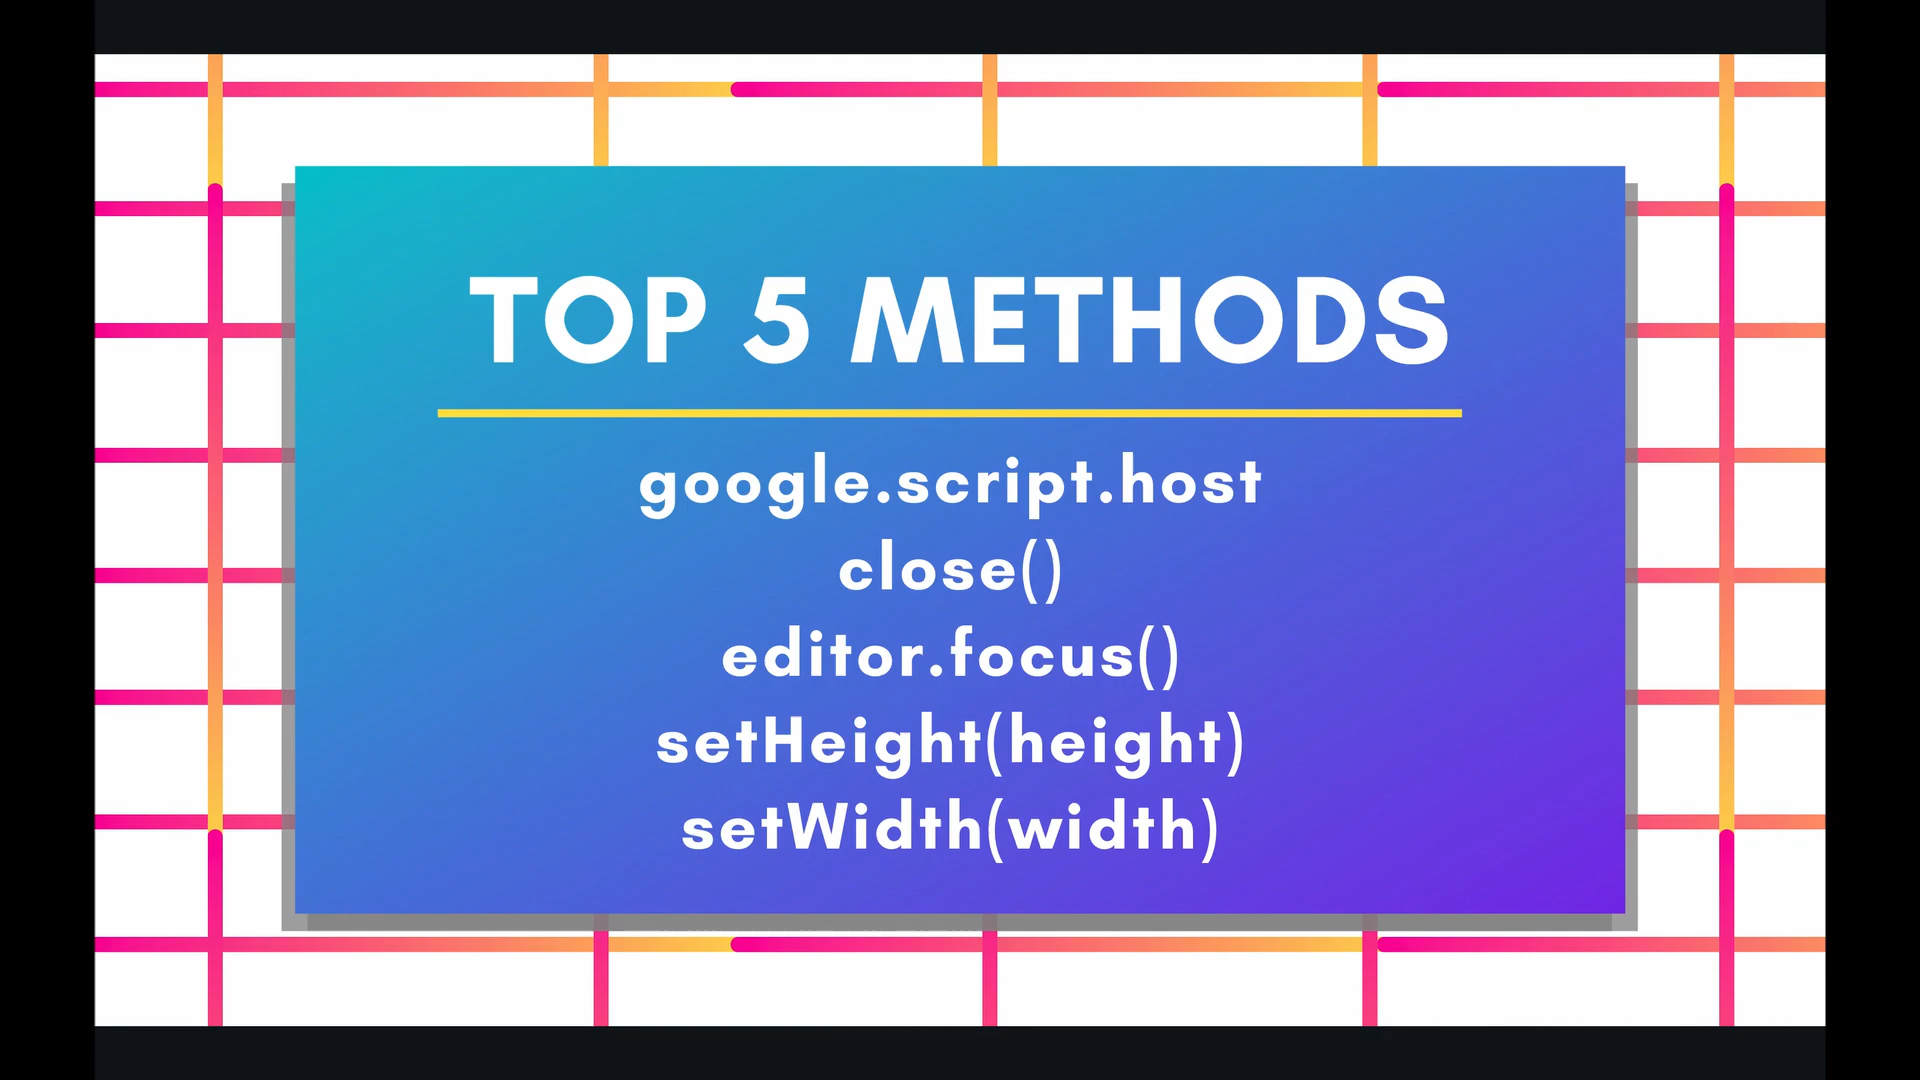 TOP 5 METHODS
google.script.host
close()
editor.focus()
setHeight(height)
setWidth(width)